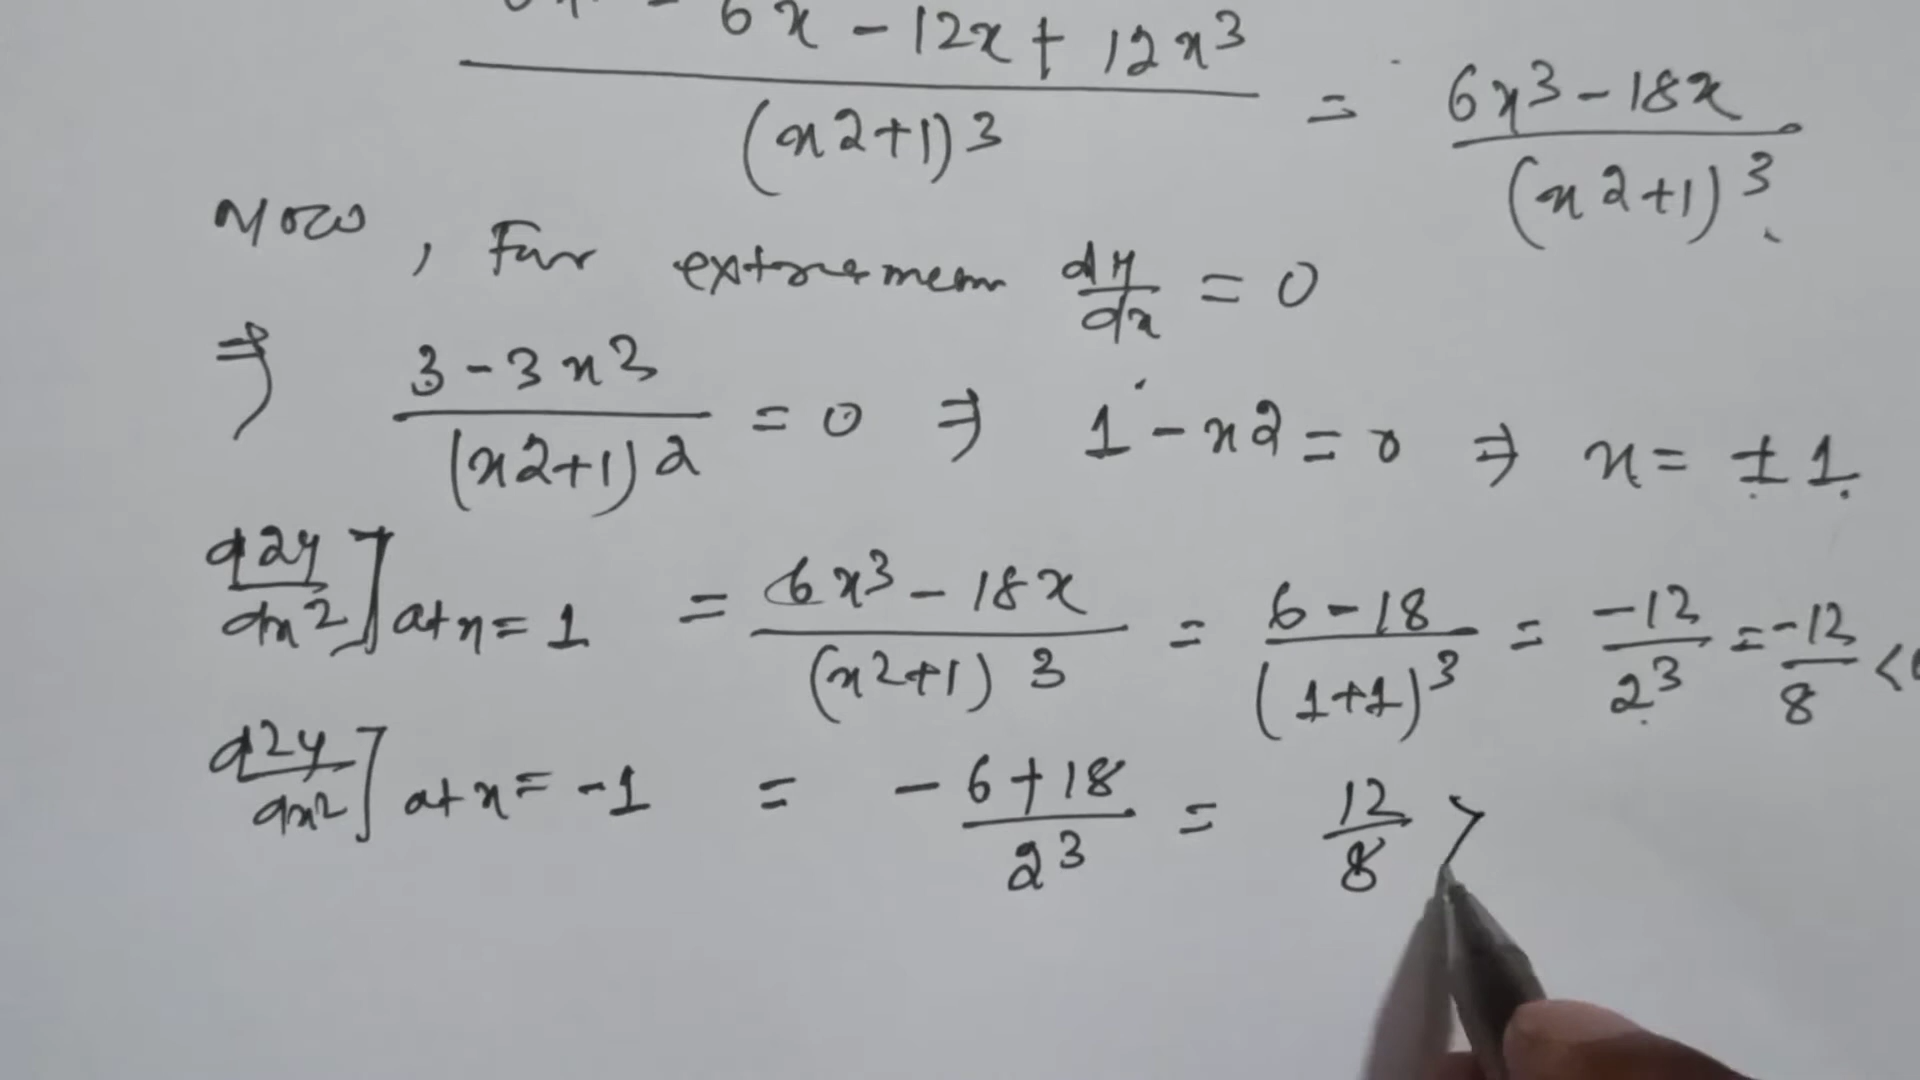 6x - 12x + 12x3
(x2+1)3 = 6x3 - 18x
(x2+1)3
Now, For extremem dy/dx = 0
⇒ 3-3x2/(x2+1)2 = 0 ⇒ 1-x2=0 ⇒ x= ±1
d2y/dx2] at x=1 = 6x3-18x/(x2+1)3 = 6-18/(1+1)3 = -12/23 = -12/8 <
d2y/dx2] at x=-1 = -6+18/23 = 12/8 >